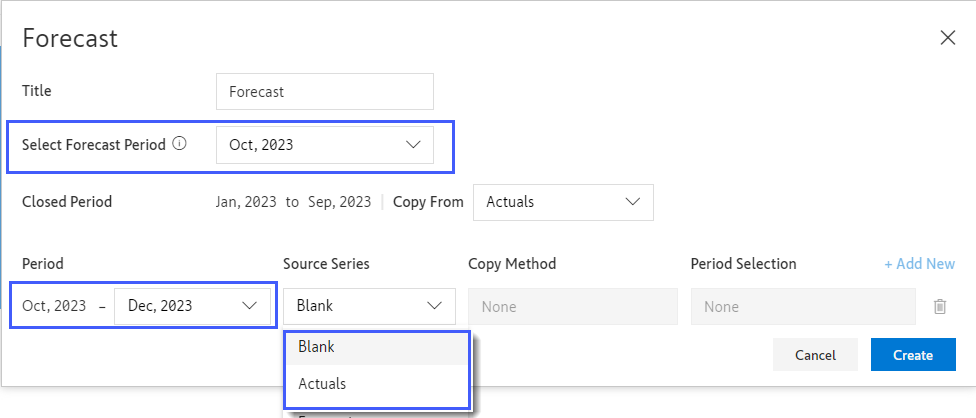 Forecast
Title Forecast
Select Forecast Period Oct, 2023
Closed Period Jan, 2023 to Sep, 2023 Copy From Actuals
Period Source Series Copy Method Period Selection + Add New
Oct, 2023 – Dec, 2023 Blank None None
Blank
Cancel Create
Actuals